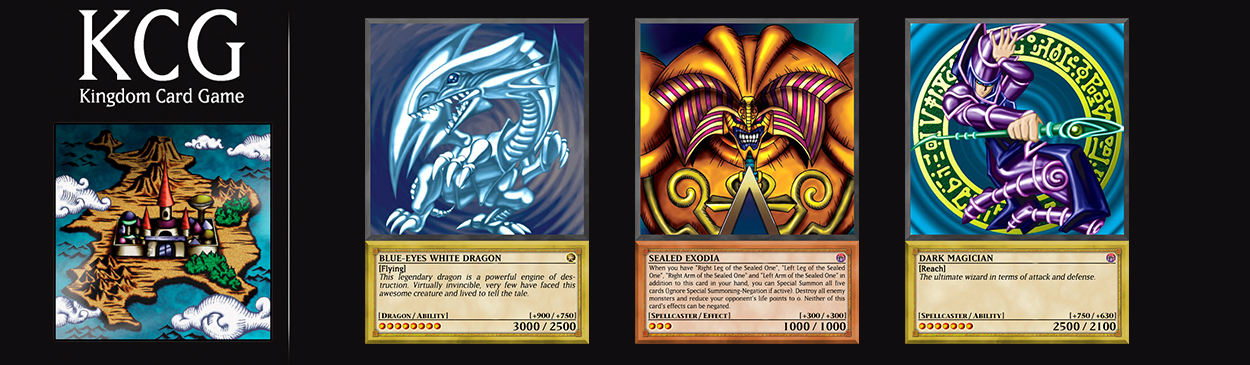 KCG
Kingdom Card Game
BLUE-EYES WHITE DRAGON
[Flying]
This legendary dragon is a powerful engine of des-
truction. Virtually invincible, very few have faced this
awesome creature and lived to tell the tale.
[DRAGON / ABILITY] [+900 / +750]
3000 / 2500
SEALED EXODIA
When you have "Right Leg of the Sealed One", "Left Leg of the Sealed
One", "Right Arm of the Sealed One" and "Left Arm of the Sealed One" in
addition to this card in your hand, you can Special Summon all five
cards (Ignore Special Summoning-Negation if active). Destroy all enemy
monsters and reduce your opponent's life points to 0. Neither of this
card's effects can be negated.
[SPELLCASTER / EFFECT] [+300 / +300]
1000 / 1000
DARK MAGICIAN
[Reach]
The ultimate wizard in terms of attack and defense.
[SPELLCASTER / ABILITY] [+750 / +630]
2500 / 2100